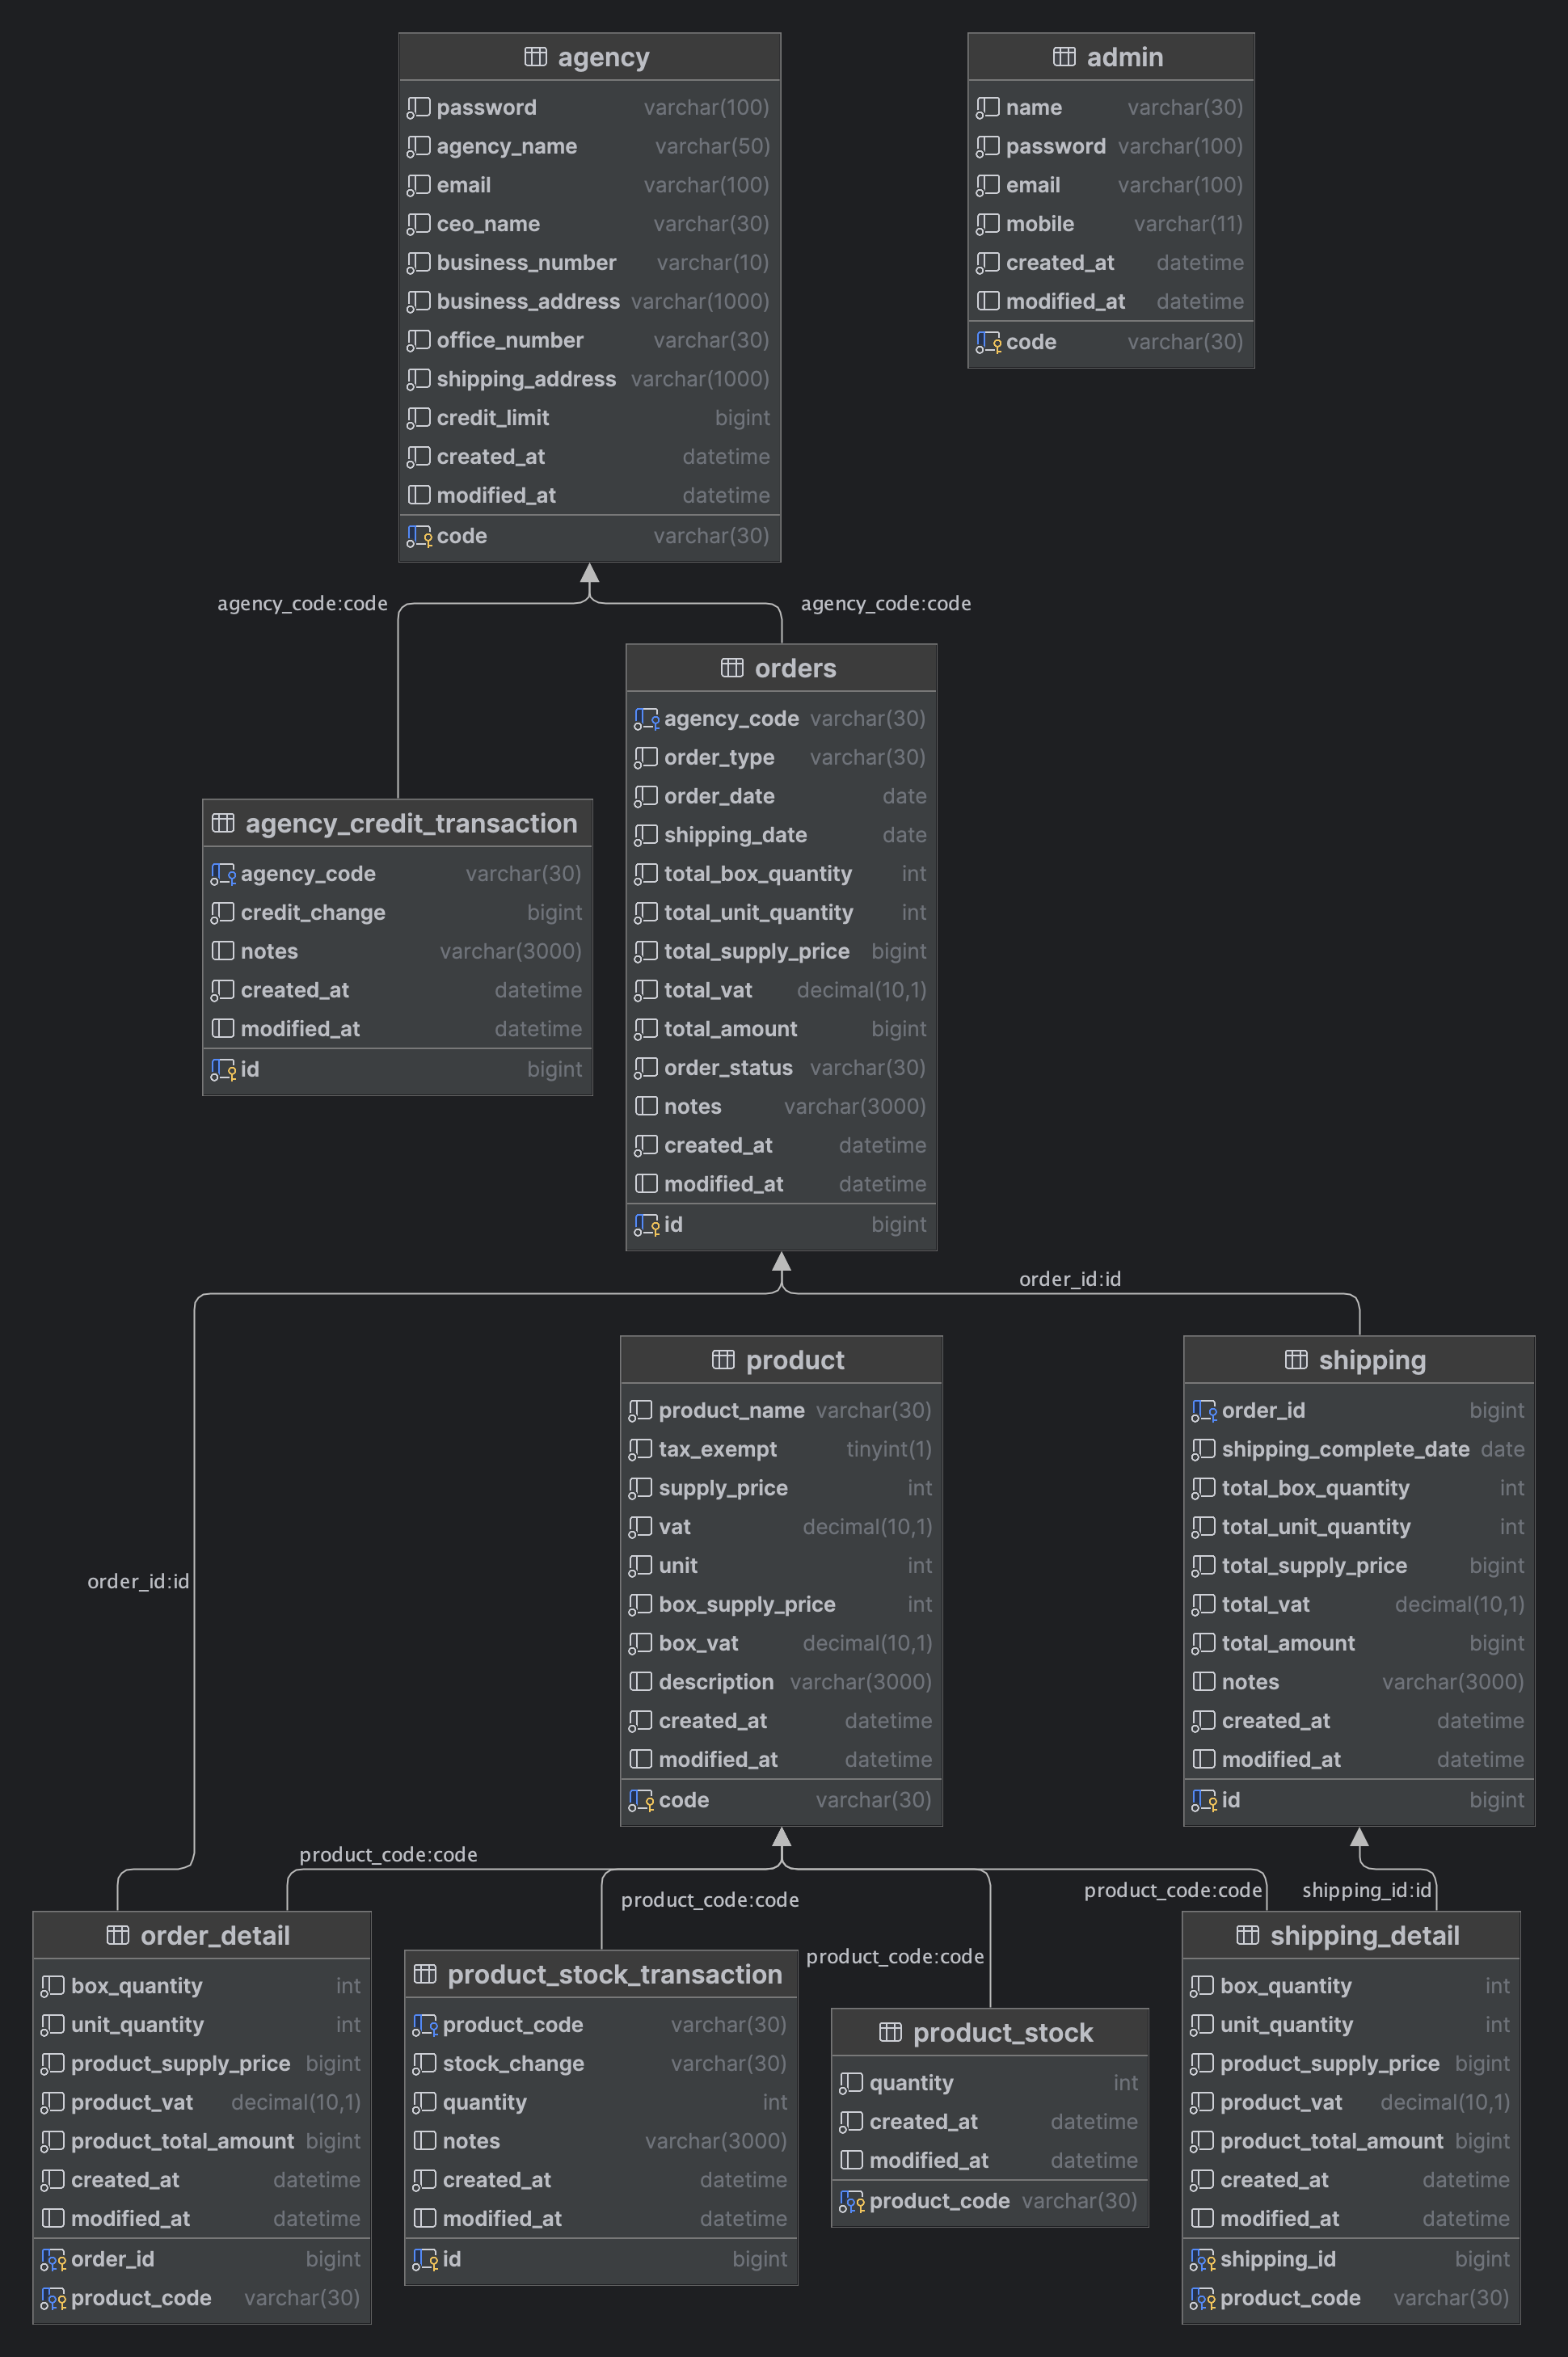 agency
password varchar(100)
agency_name varchar(50)
email varchar(100)
ceo_name varchar(30)
business_number varchar(10)
business_address varchar(1000)
office_number varchar(30)
shipping_address varchar(1000)
credit_limit bigint
created_at datetime
modified_at datetime
code varchar(30)
admin
name varchar(30)
password varchar(100)
email varchar(100)
mobile varchar(11)
created_at datetime
modified_at datetime
code varchar(30)
agency_code:code
agency_code:code
orders
agency_code varchar(30)
order_type varchar(30)
order_date date
shipping_date date
total_box_quantity int
total_unit_quantity int
total_supply_price bigint
total_vat decimal(10,1)
total_amount bigint
order_status varchar(30)
notes varchar(3000)
created_at datetime
modified_at datetime
id bigint
agency_credit_transaction
agency_code varchar(30)
credit_change bigint
notes varchar(3000)
created_at datetime
modified_at datetime
id bigint
order_id:id
order_id:id
product
product_name varchar(30)
tax_exempt tinyint(1)
supply_price int
vat decimal(10,1)
unit int
box_supply_price int
box_vat decimal(10,1)
description varchar(3000)
created_at datetime
modified_at datetime
code varchar(30)
shipping
order_id bigint
shipping_complete_date date
total_box_quantity int
total_unit_quantity int
total_supply_price bigint
total_vat decimal(10,1)
total_amount bigint
notes varchar(3000)
created_at datetime
modified_at datetime
id bigint
product_code:code
product_code:code
product_code:code
product_code:code
shipping_id:id
order_detail
box_quantity int
unit_quantity int
product_supply_price bigint
product_vat decimal(10,1)
product_total_amount bigint
created_at datetime
modified_at datetime
order_id bigint
product_code varchar(30)
product_stock_transaction
product_code varchar(30)
stock_change varchar(30)
quantity int
notes varchar(3000)
created_at datetime
modified_at datetime
id bigint
product_stock
quantity int
created_at datetime
modified_at datetime
product_code varchar(30)
shipping_detail
box_quantity int
unit_quantity int
product_supply_price bigint
product_vat decimal(10,1)
product_total_amount bigint
created_at datetime
modified_at datetime
shipping_id bigint
product_code varchar(30)